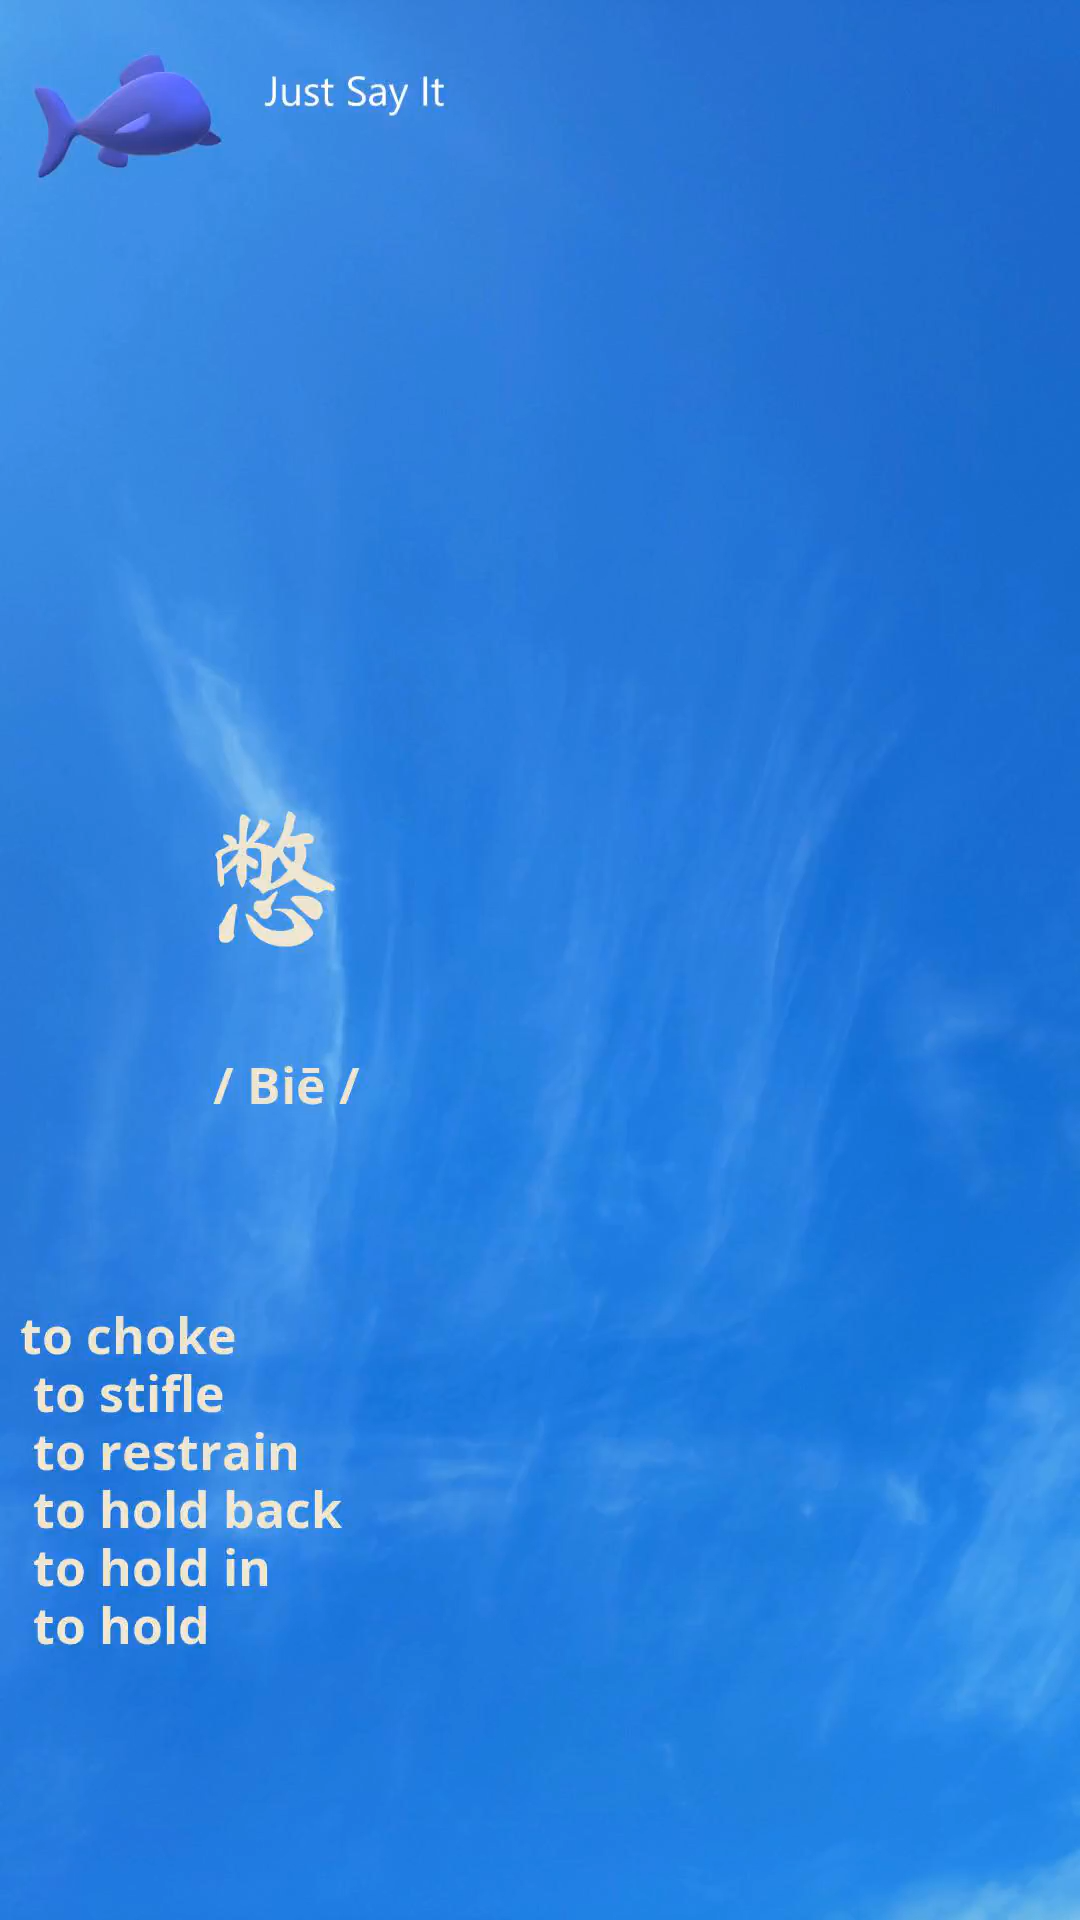 Just Say It
憋
/ Biē /
to choke
to stifle
to restrain
to hold back
to hold in
to hold